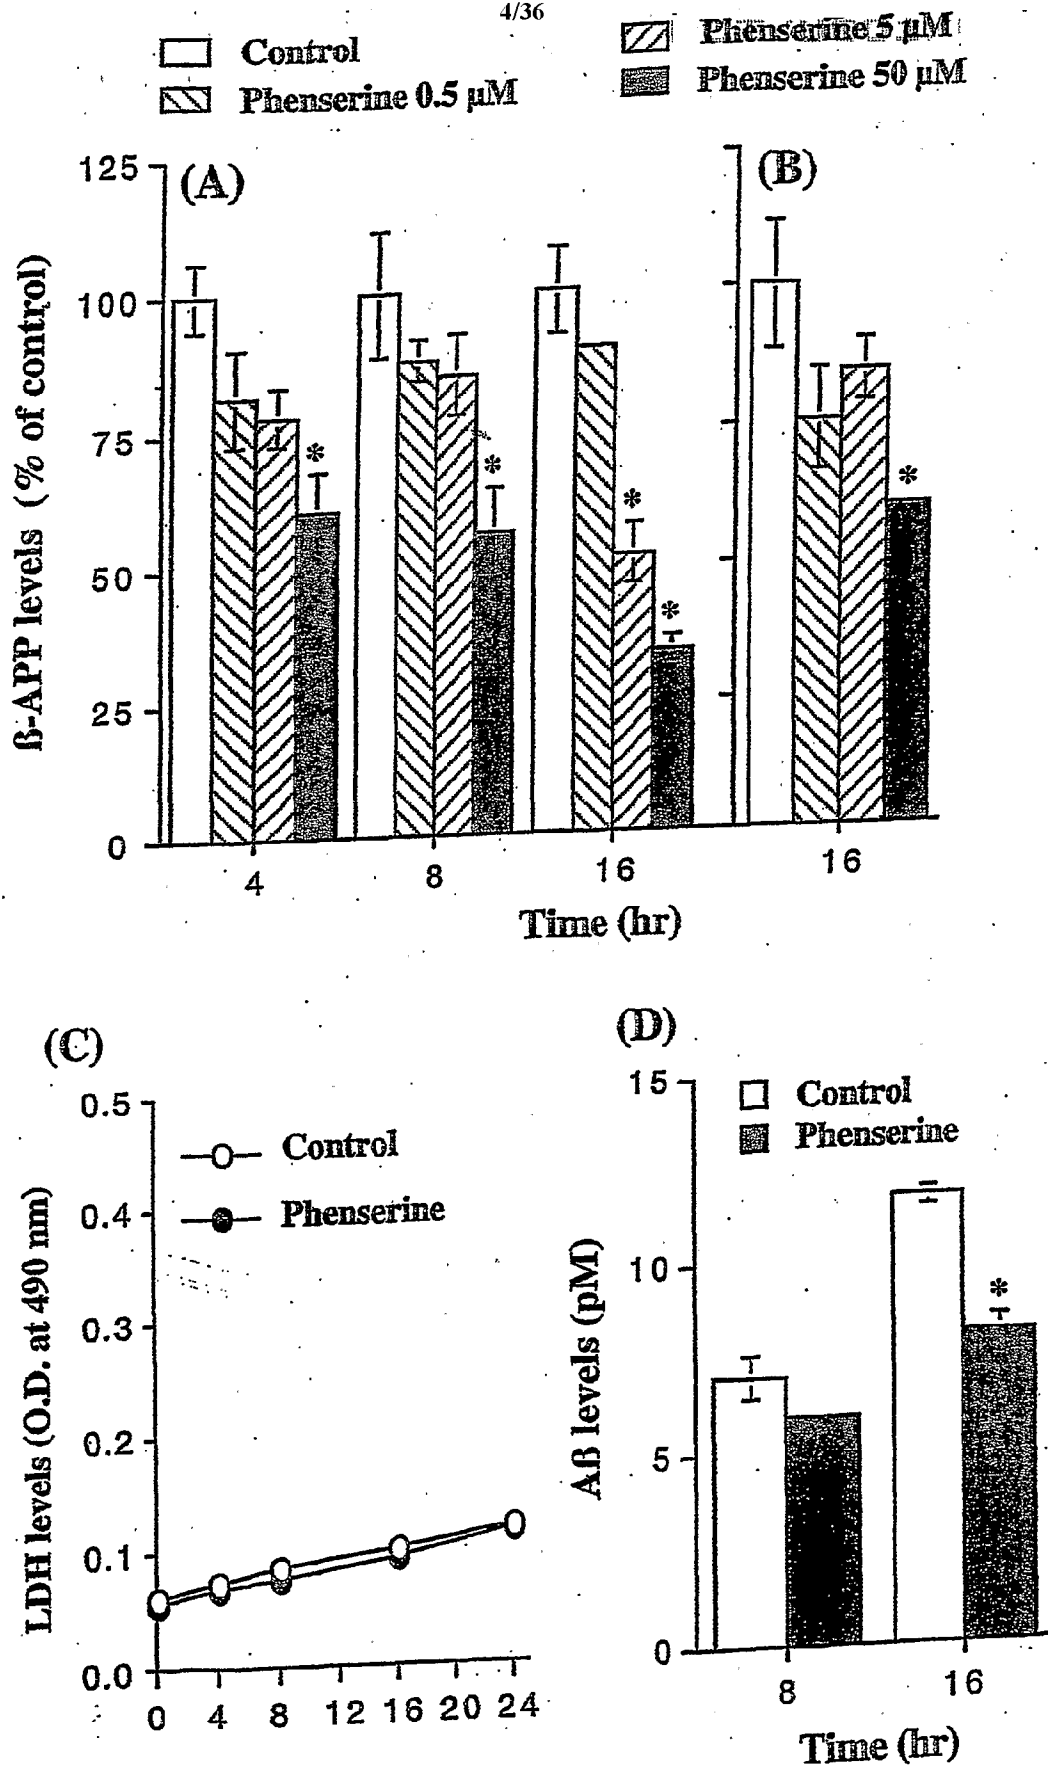 4/36
Control
Phenserine 0.5 µM
Phenserine 5 µM
Phenserine 50 µM
(A)
(B)
125
100
75
50
25
0
ß-APP levels (% of control)
*
*
*
*
*
4
8
16
16
Time (hr)
(C)
0.5
0.4
0.3
0.2
0.1
0.0
LDH levels (O.D. at 490 nm)
Control
Phenserine
0 4 8 12 16 20 24
(D)
15
10
5
0
Aß levels (pM)
Control
Phenserine
*
8
16
Time (hr)